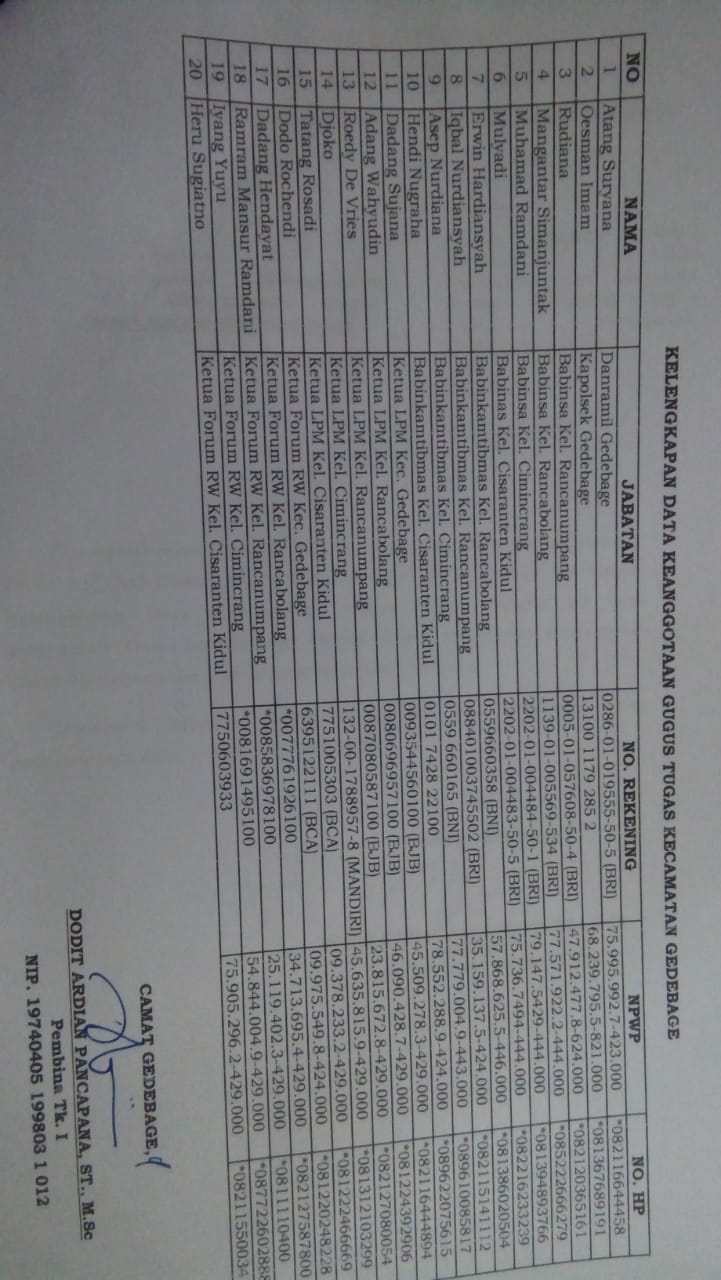 KELENGKAPAN DATA KEANGGOTAAN GUGUS TUGAS KECAMATAN GEDEBAGE
NO NAMA JABATAN NO. REKENING NPWP NO. HP
1 Atang Suryana Danramil Gedebage 0286-01-019555-50-5 (BRI) 75.995.992.7-423.000 *082116644458
2 Oesman Imam Kapolsek Gedebage 13100 1179 285 2 68.239.795.5-821.000 *081367689191
3 Rudiana Babinsa Kel. Rancanumpang 0005-01-057608-50-4 (BRI) 47.912.477.8-624.000 *082120365161
4 Mangantar Simanjuntak Babinsa Kel. Rancabolang 1139-01-005569-534 (BRI) 77.571.922.2-444.000 *085222666279
5 Muhamad Ramdani Babinsa Kel. Cimincrang 2202-01-004484-50-1 (BRI) 79.147.5429-444.000 *081394893766
6 Mulyadi Babinas Kel. Cisaranten Kidul 2202-01-004483-50-5 (BRI) 75.736.7494-444.000 *082216233239
7 Erwin Hardiansyah Babinkamtibmas Kel. Rancabolang 0559660358 (BNI) 57.868.625.5-446.000 *081386020504
8 Iqbal Nurdiansyah Babinkamtibmas Kel. Rancanumpang 088401003745502 (BRI) 35.159.137.5-424.000 *082115141112
9 Asep Nurdiana Babinkamtibmas Kel. Cimincrang 0559 660165 (BNI) 77.779.004.9-443.000 *089610085817
10 Hendi Nugraha Babinkamtibmas Kel. Cisaranten Kidul 0101 7428 22100 78.552.288.9-424.000 *089622075615
11 Dadang Sujana Ketua LPM Kec. Gedebage 0093544560100 (BJB) 45.509.278.3-429.000 *082116444894
12 Adang Wahyudin Ketua LPM Kel. Rancabolang 0080696957100 (BJB) 46.090.428.7-429.000 *081224392906
13 Roedy De Vries Ketua LPM Kel. Rancanumpang 0087080587100 (BJB) 23.815.672.8-429.000 *082127080054
14 Djoko Ketua LPM Kel. Cimincrang 132-00-1788957-8 (MANDIRI) 45.635.815.9-429.000 *081312103299
15 Tatang Rosadi Ketua LPM Kel. Cisaranten Kidul 7751005303 (BCA) 09.378.233.2-429.000 *081222466669
16 Dodo Rochendi Ketua Forum RW Kec. Gedebage 6395122111 (BCA) 09.975.549.8-424.000 *081220248228
17 Dadang Hendayat Ketua Forum RW Kel. Rancabolang *0077761926100 34.713.695.4-429.000 *082127587800
18 Ramram Mansur Ramdani Ketua Forum RW Kel. Rancanumpang *0085836978100 25.119.402.3-429.000 *08111110400
19 Iyang Yuyu Ketua Forum RW Kel. Cimincrang *0081691495100 54.844.004.9-429.000 *087722602888
20 Heru Sugiatno Ketua Forum RW Kel. Cisaranten Kidul 7750603933 75.905.296.2-429.000 *08211550034
CAMAT GEDEBAGE,
DODIT ARDIAN PANCAPANA, ST., M.Sc
Pembina Tk. I
NIP. 19740405 199803 1 012